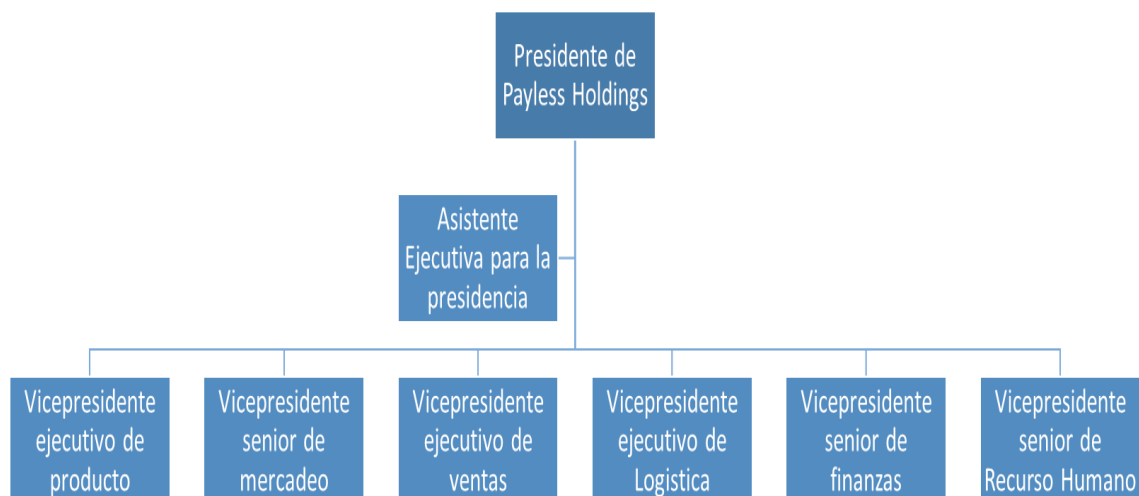 Presidente de
Payless Holdings
Asistente
Ejecutiva para la
presidencia
Vicepresidente
ejecutivo de
producto
Vicepresidente
senior de
mercadeo
Vicepresidente
ejecutivo de
ventas
Vicepresidente
ejecutivo de
Logistica
Vicepresidente
senior de
finanzas
Vicepresidente
senior de
Recurso Humano